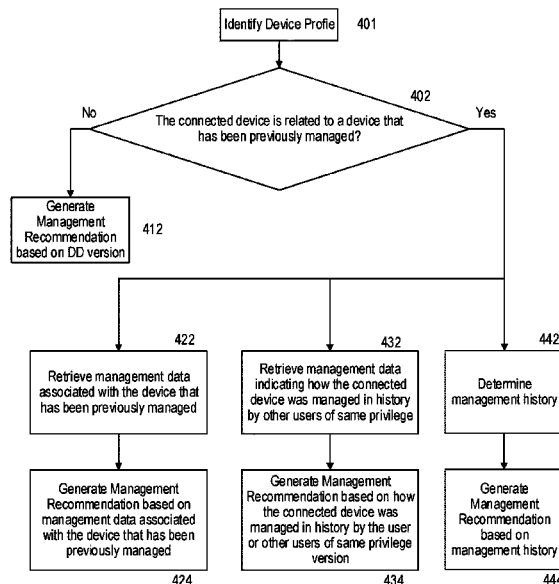 Identify Device Profie
401
402
The connected device is related to a device that
has been previously managed?
No
Yes
Generate
Management
Recommendation
based on DD version
412
422
432
442
Retrieve management data
associated with the device that
has been previously managed
Retrieve management data
indicating how the connected
device was managed in history
by other users of same privilege
Determine
management history
Generate Management
Recommendation based on
management data associated
with the device that has been
previously managed
Generate Management
Recommendation based on how
the connected device was
managed in history by the user
or other users of same privilege
version
Generate
Management
Recommendation
based on
management history
424
434